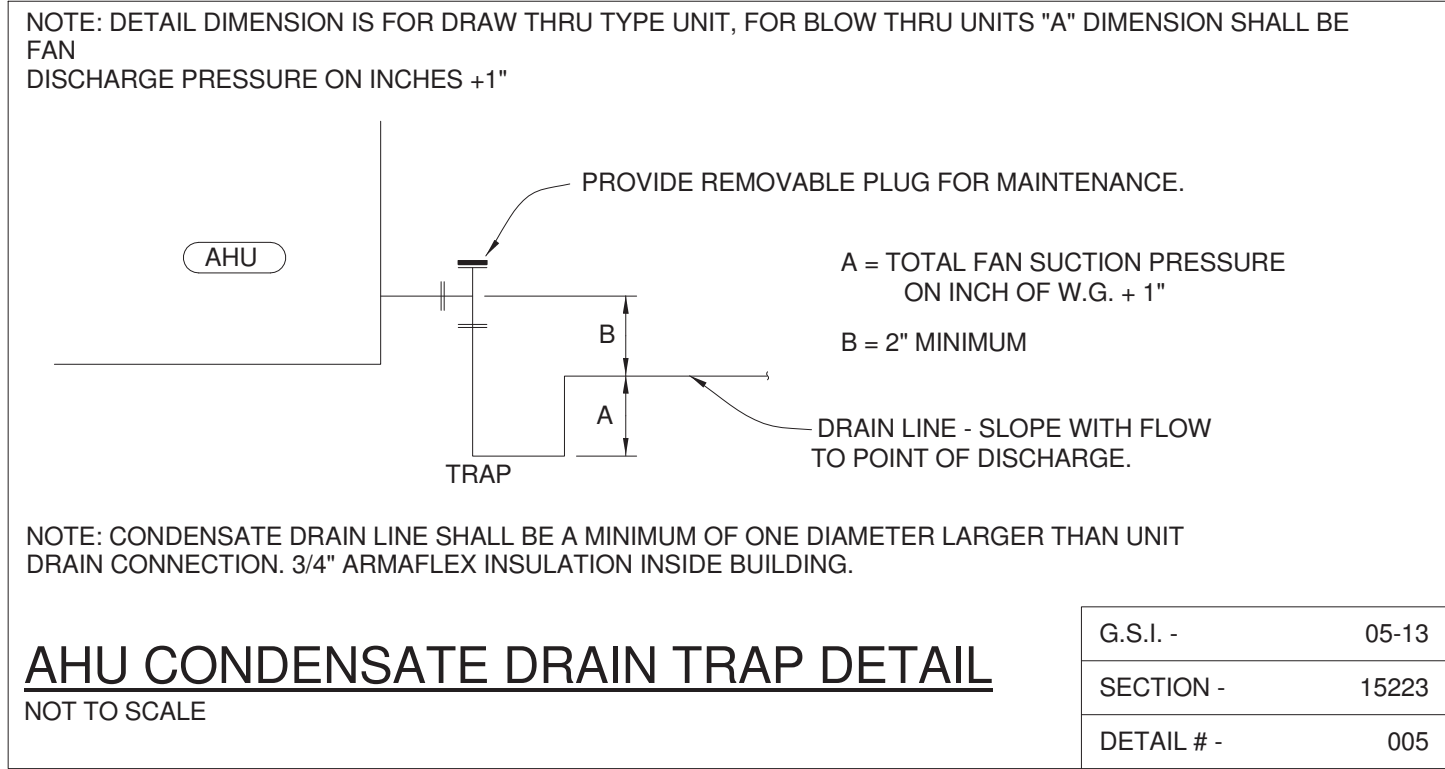 NOTE: DETAIL DIMENSION IS FOR DRAW THRU TYPE UNIT, FOR BLOW THRU UNITS "A" DIMENSION SHALL BE
FAN
DISCHARGE PRESSURE ON INCHES +1"
PROVIDE REMOVABLE PLUG FOR MAINTENANCE.
AHU
A = TOTAL FAN SUCTION PRESSURE
ON INCH OF W.G. + 1"
B
B = 2" MINIMUM
A
DRAIN LINE - SLOPE WITH FLOW
TO POINT OF DISCHARGE.
TRAP
NOTE: CONDENSATE DRAIN LINE SHALL BE A MINIMUM OF ONE DIAMETER LARGER THAN UNIT
DRAIN CONNECTION. 3/4" ARMAFLEX INSULATION INSIDE BUILDING.
AHU CONDENSATE DRAIN TRAP DETAIL
NOT TO SCALE
G.S.I. - 05-13
SECTION - 15223
DETAIL # - 005